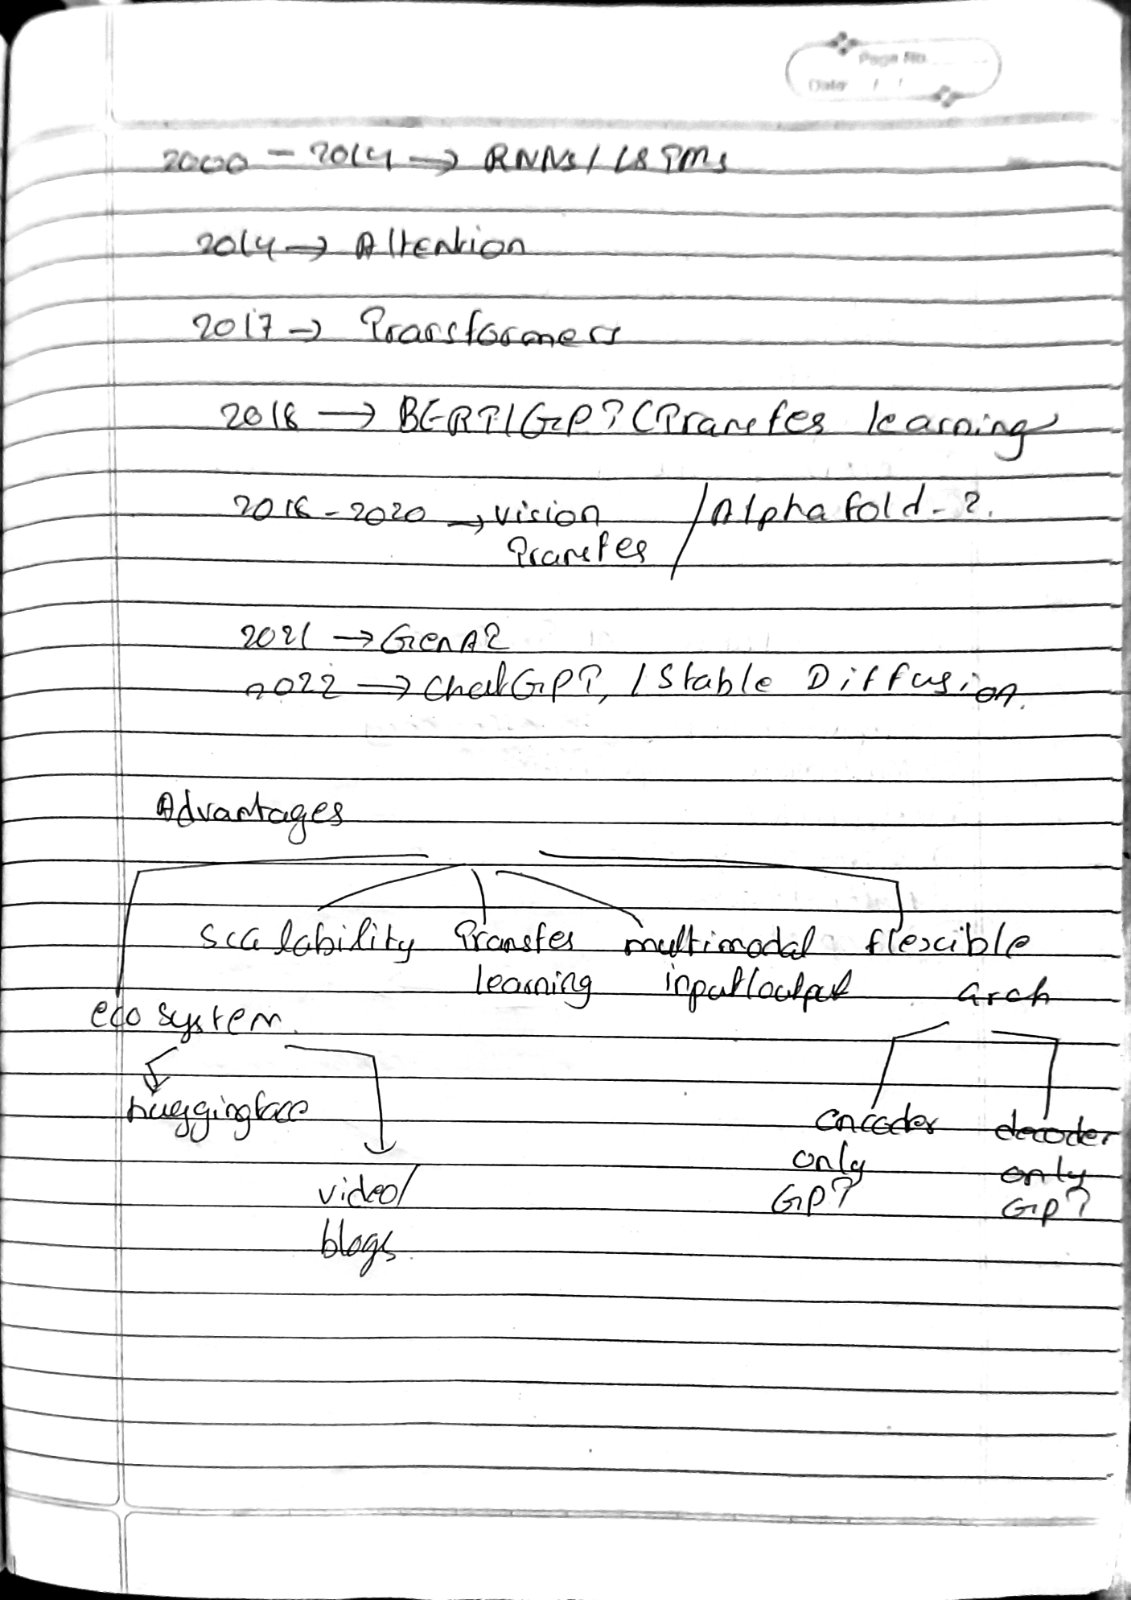 Page No.
Date / /
2000 - 2014 → RNNs / LSTMs
2014 → Attention
2017 → Transformers
2018 → BERT/GPT (Transfer learning
2018 - 2020 → vision / Alphafold-2.
Transfer
2021 → GenAI
2022 → ChatGPT, / Stable Diffusion.
Advantages
scalability Transfer multimodal flexible
learning input/output arch
eco system.
huggingface
encoder decoder
only only
GPT GPT
video/
blogs.